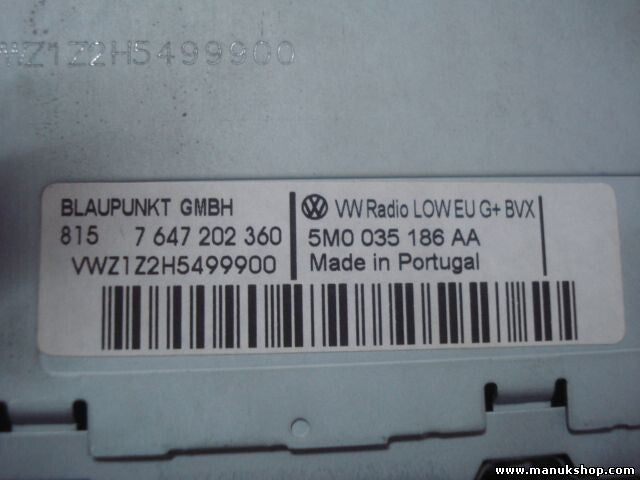 VWZ1Z2H5499900
BLAUPUNKT GMBH
815 7 647 202 360
VWZ1Z2H5499900
VW Radio LOW EU G+ BVX
5M0 035 186 AA
Made in Portugal
www.manukshop.com